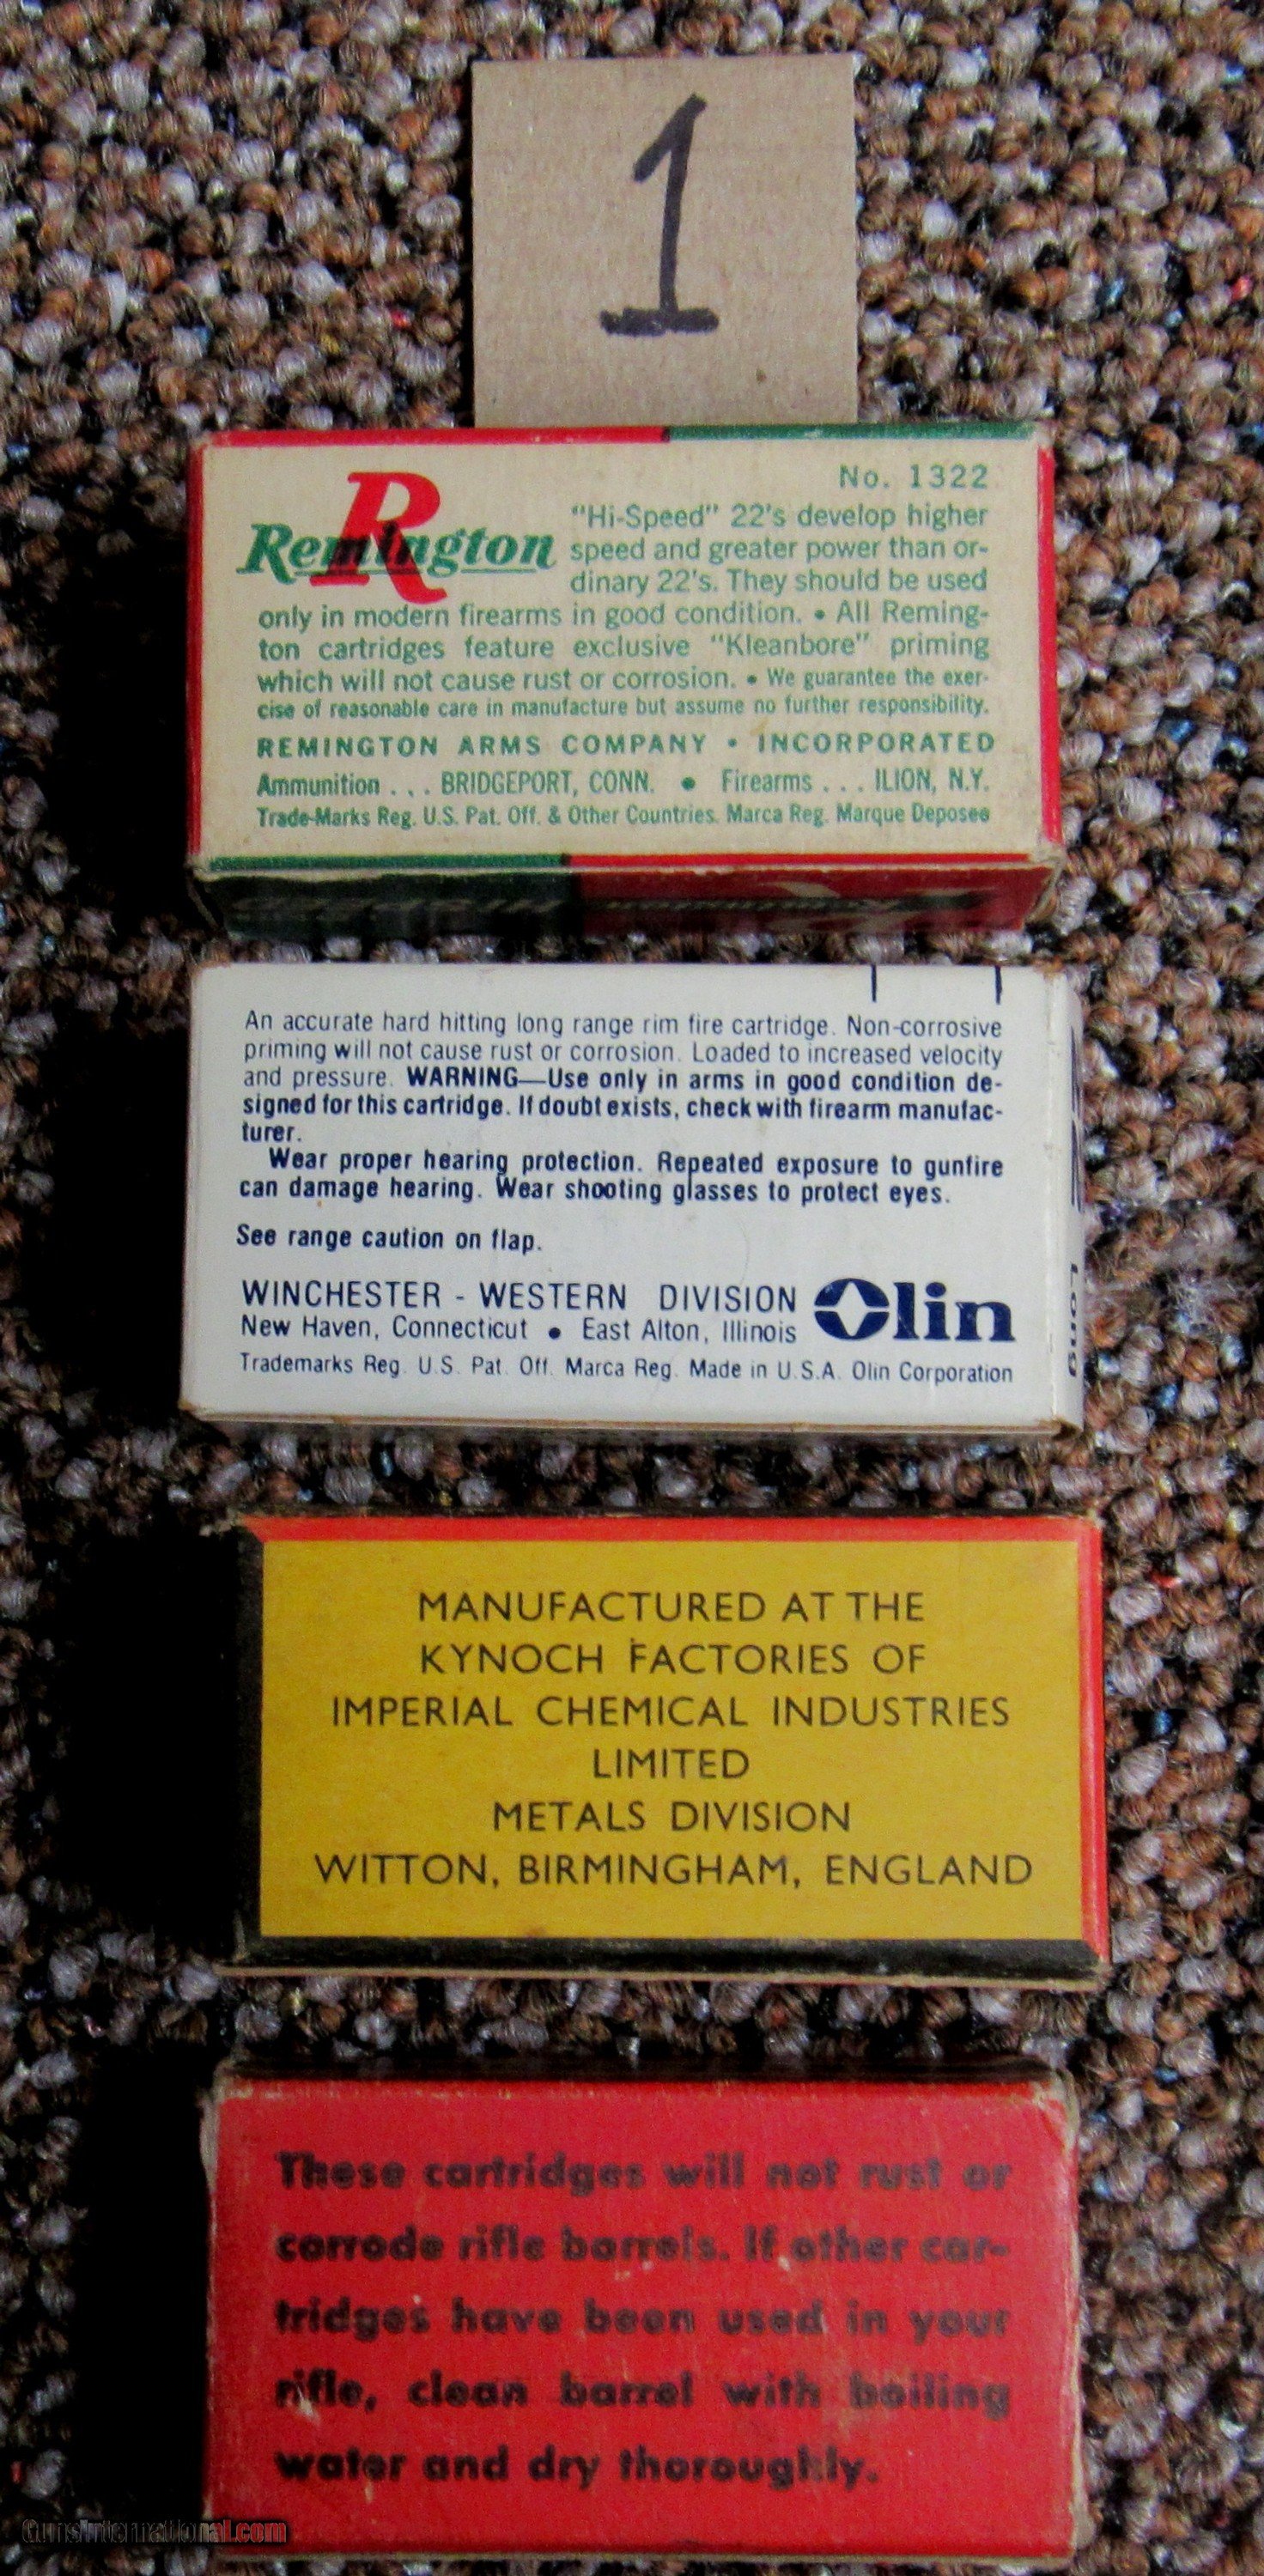 1
No. 1322
Remington
"Hi-Speed" 22's develop higher
speed and greater power than or-
dinary 22's. They should be used
only in modern firearms in good condition. • All Reming-
ton cartridges feature exclusive "Kleanbore" priming
which will not cause rust or corrosion. • We guarantee the exer-
cise of reasonable care in manufacture but assume no further responsibility.
REMINGTON ARMS COMPANY • INCORPORATED
Ammunition . . . BRIDGEPORT, CONN. • Firearms . . . ILION, N.Y.
Trade-Marks Reg. U.S. Pat. Off. & Other Countries. Marca Reg. Marque Deposee
An accurate hard hitting long range rim fire cartridge. Non-corrosive
priming will not cause rust or corrosion. Loaded to increased velocity
and pressure. WARNING—Use only in arms in good condition de-
signed for this cartridge. If doubt exists, check with firearm manufac-
turer.
Wear proper hearing protection. Repeated exposure to gunfire
can damage hearing. Wear shooting glasses to protect eyes.
See range caution on flap.
WINCHESTER - WESTERN DIVISION
Olin
New Haven, Connecticut • East Alton, Illinois
Trademarks Reg. U.S. Pat. Off. Marca Reg. Made in U.S.A. Olin Corporation
Long
MANUFACTURED AT THE
KYNOCH FACTORIES OF
IMPERIAL CHEMICAL INDUSTRIES
LIMITED
METALS DIVISION
WITTON, BIRMINGHAM, ENGLAND
These cartridges will not rust or
corrode rifle barrels. If other car-
tridges have been used in your
rifle, clean barrel with boiling
water and dry thoroughly.
GunsInternational.com